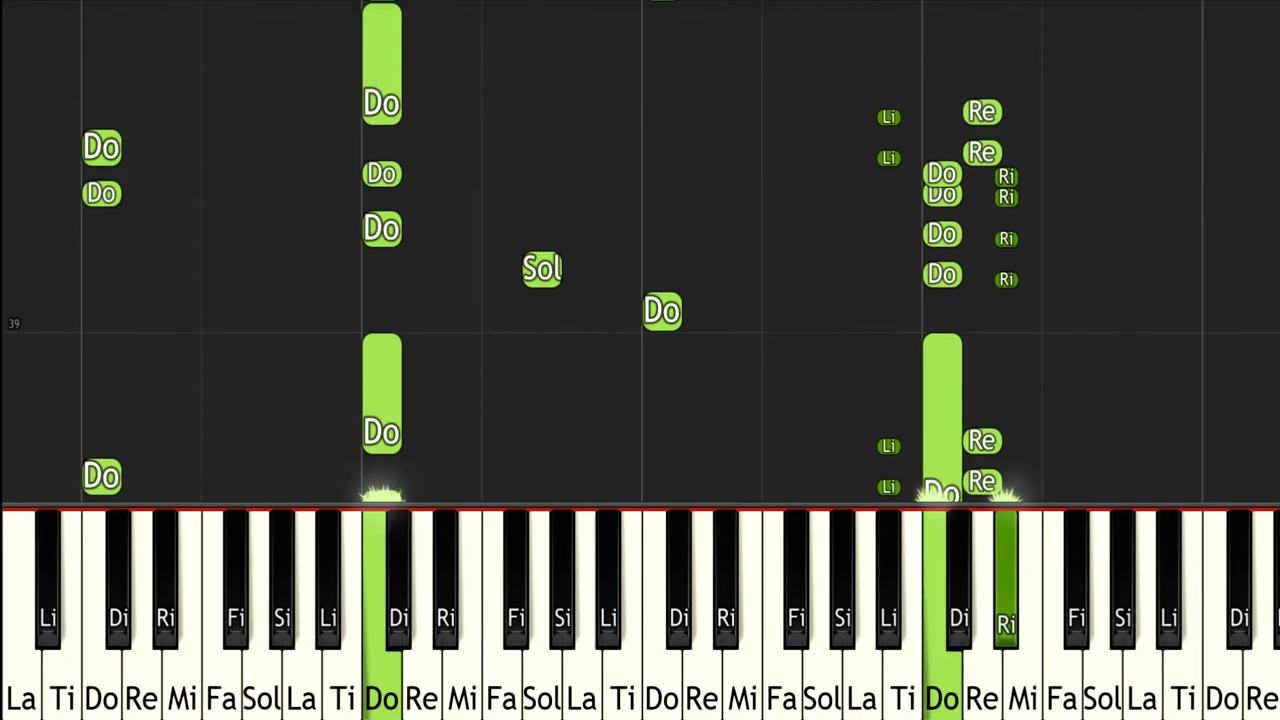 Do
Li Re
Do
Li Re
Do Do Ri
Do Do Ri
Do Do Ri
Sol Do Ri
Do
39
Do Li Re
Do Li Re
Do
Li Di Ri Fi Si Li Di Ri Fi Si Li Di Ri Fi Si Li Di Ri Fi Si Li Di
La Ti Do Re Mi Fa Sol La Ti Do Re Mi Fa Sol La Ti Do Re Mi Fa Sol La Ti Do Re Mi Fa Sol La Ti Do Re